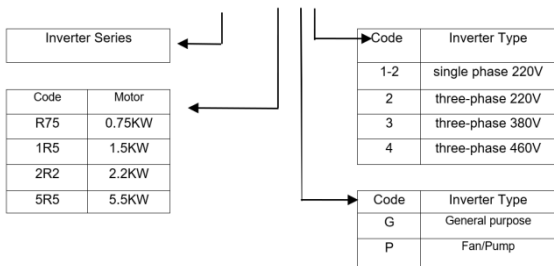 Inverter Series
Code Inverter Type
1-2 single phase 220V
2 three-phase 220V
3 three-phase 380V
4 three-phase 460V
Code Motor
R75 0.75KW
1R5 1.5KW
2R2 2.2KW
5R5 5.5KW
Code Inverter Type
G General purpose
P Fan/Pump